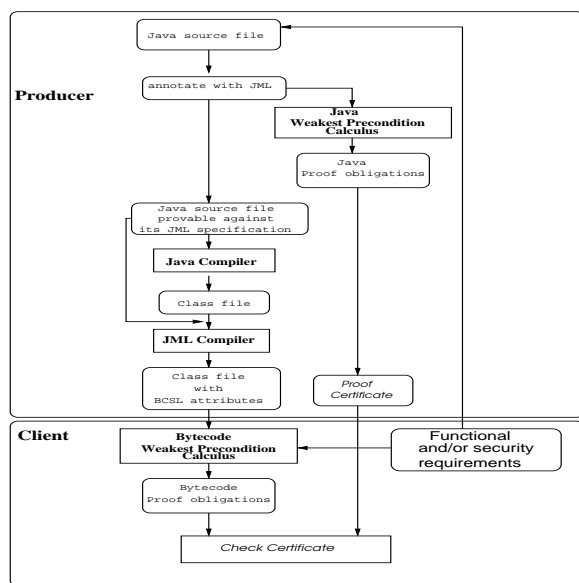 Java source file
annotate with JML
Producer
Java
Weakest Precondition
Calculus
Java
Proof obligations
Java source file
provable against
its JML specification
Java Compiler
Class file
JML Compiler
Class file
with
BCSL attributes
Proof
Certificate
Client
Bytecode
Weakest Precondition
Calculus
Functional
and/or security
requirements
Bytecode
Proof obligations
Check Certificate